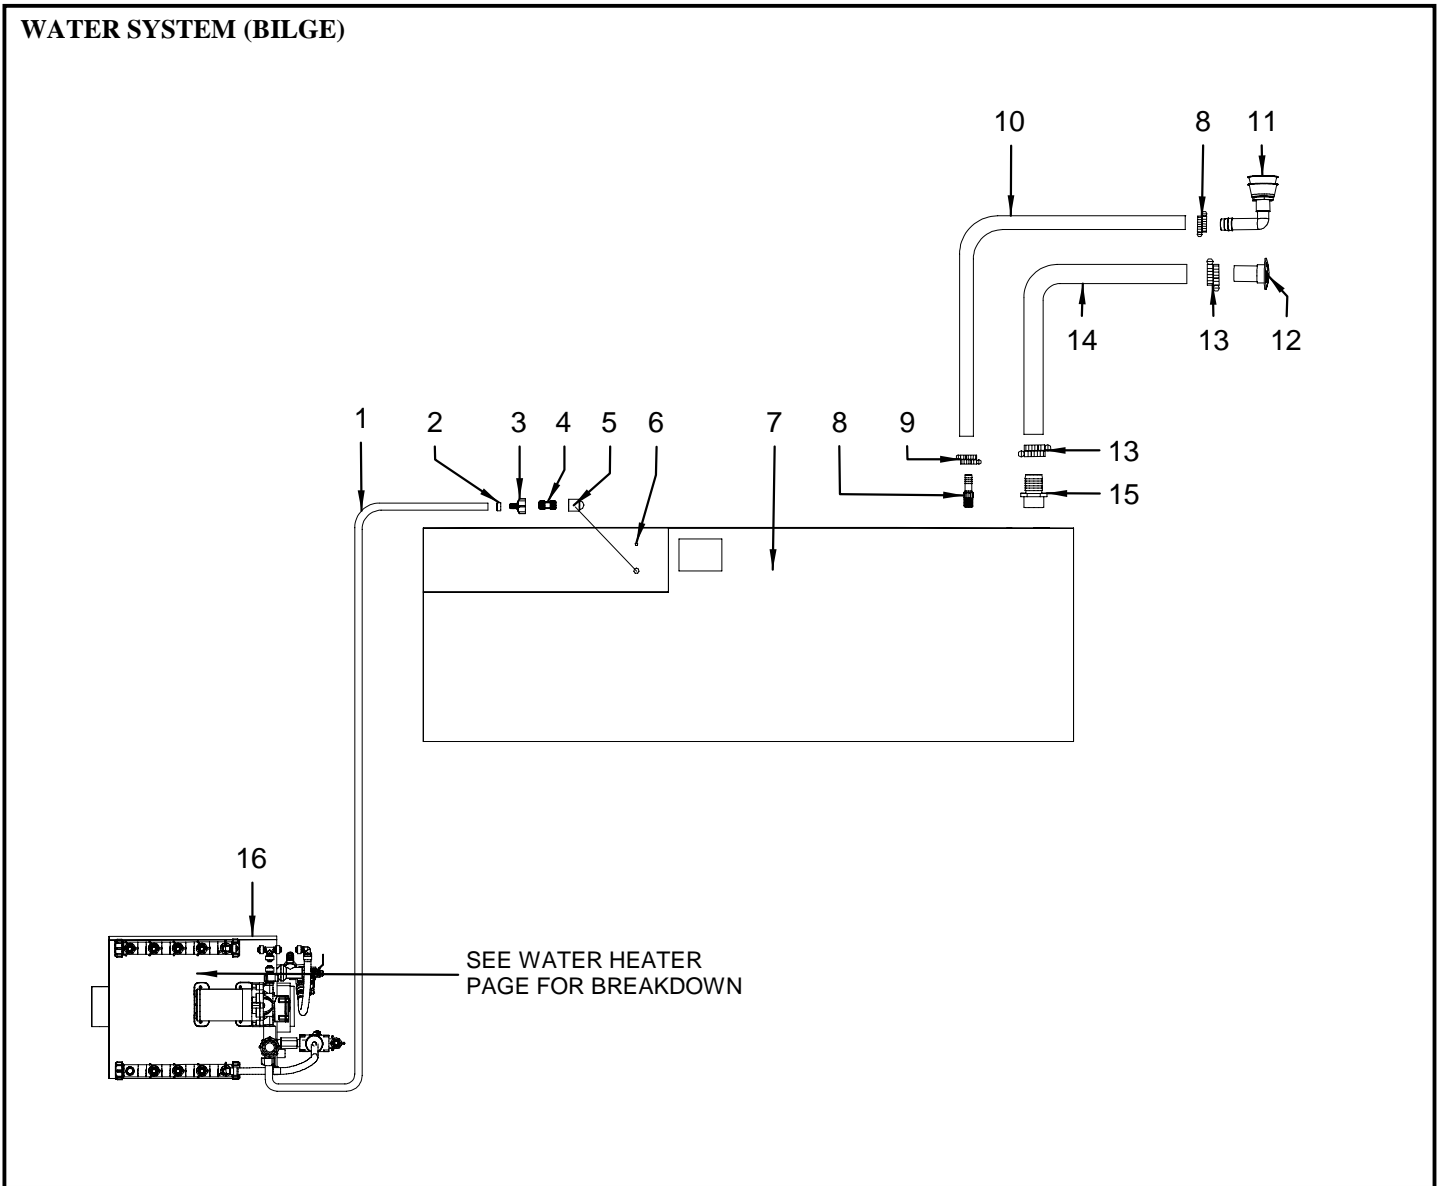 WATER SYSTEM (BILGE)
10 8 11
14 13 12
1 2 3 4 5 6 7 8 9
13
15
16
SEE WATER HEATER
PAGE FOR BREAKDOWN